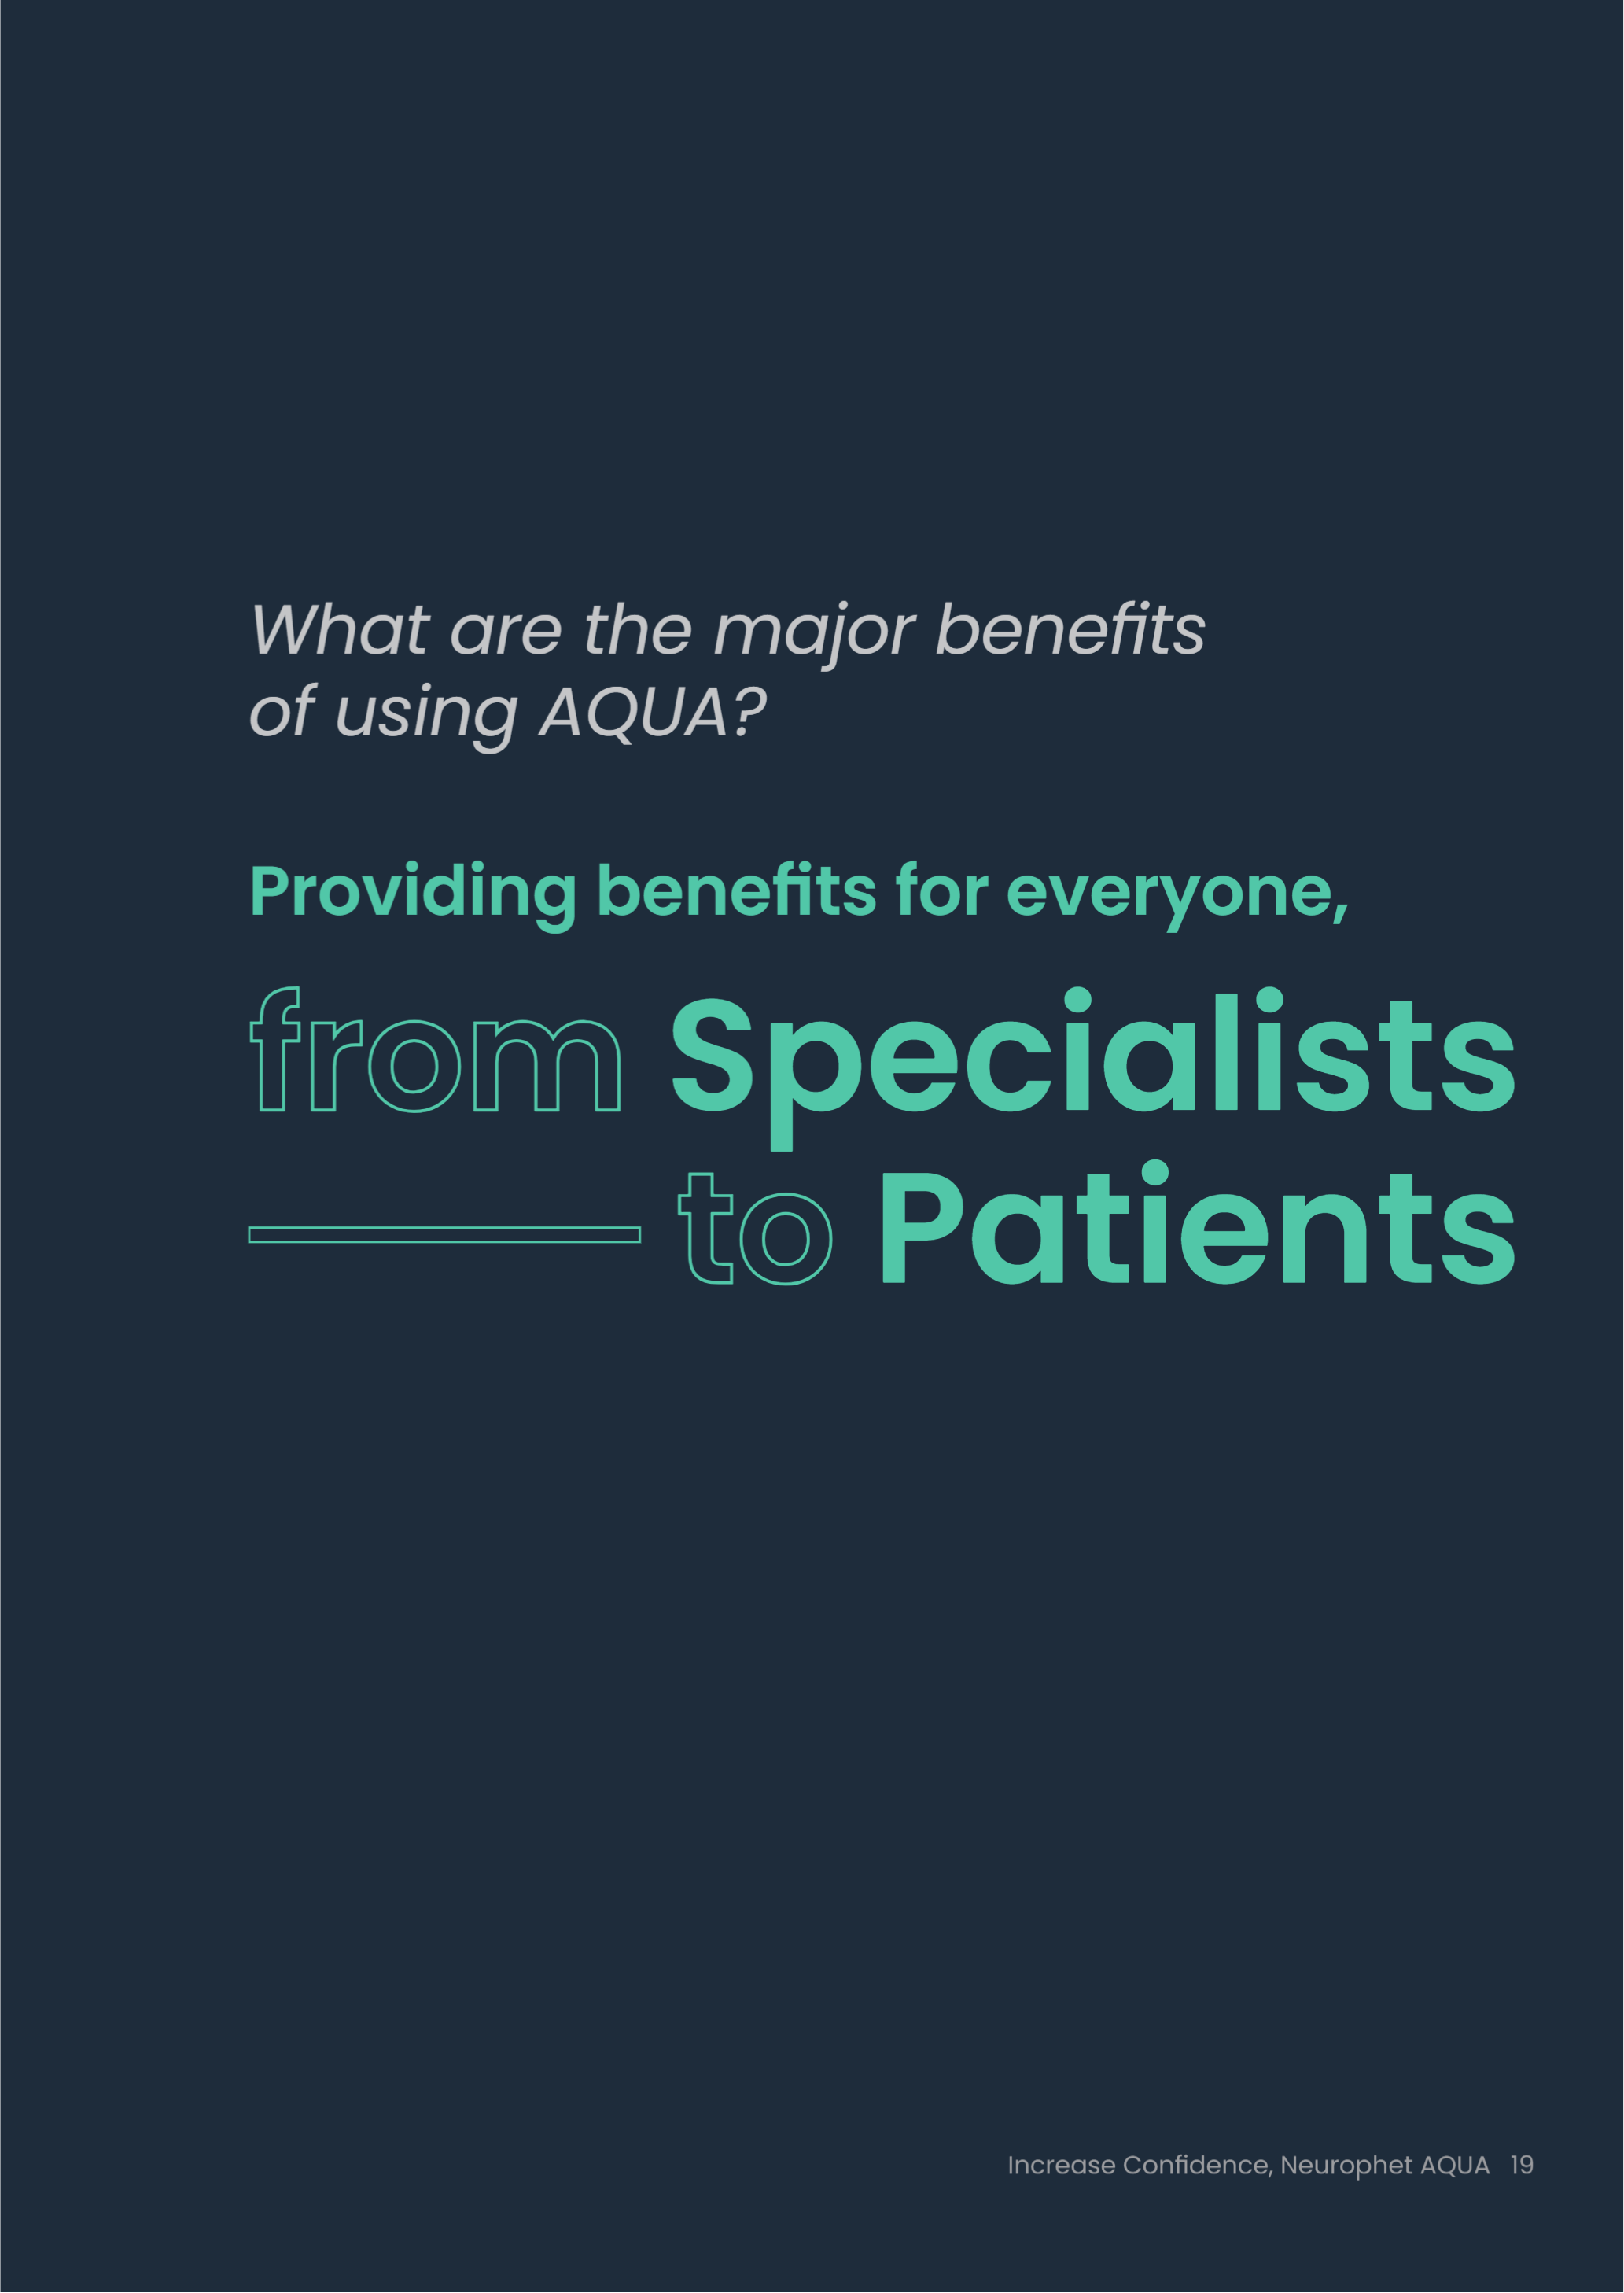 What are the major benefits
of using AQUA?
Providing benefits for everyone,
from Specialists
to Patients
Increase Confidence, Neurophet AQUA 19